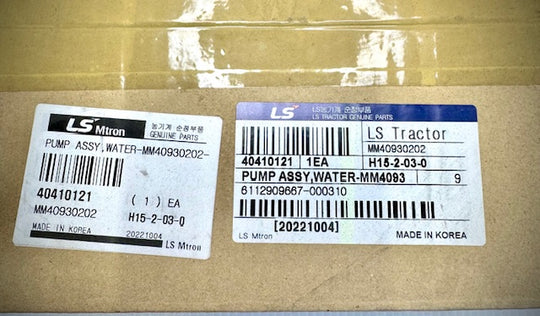 LS Mtron
농기계 순정부품
GENUINE PARTS
PUMP ASSY,WATER-MM40930202-
40410121
( 1 ) EA
MM40930202
H15-2-03-0
MADE IN KOREA
20221004
LS Mtron
LS
LS농기계 순정부품
LS TRACTOR GENUINE PARTS
LS Tractor
MM40930202
40410121 1EA H15-2-03-0
PUMP ASSY,WATER-MM4093 9
6112909667-000310
[20221004]
LS Mtron
MADE IN KOREA